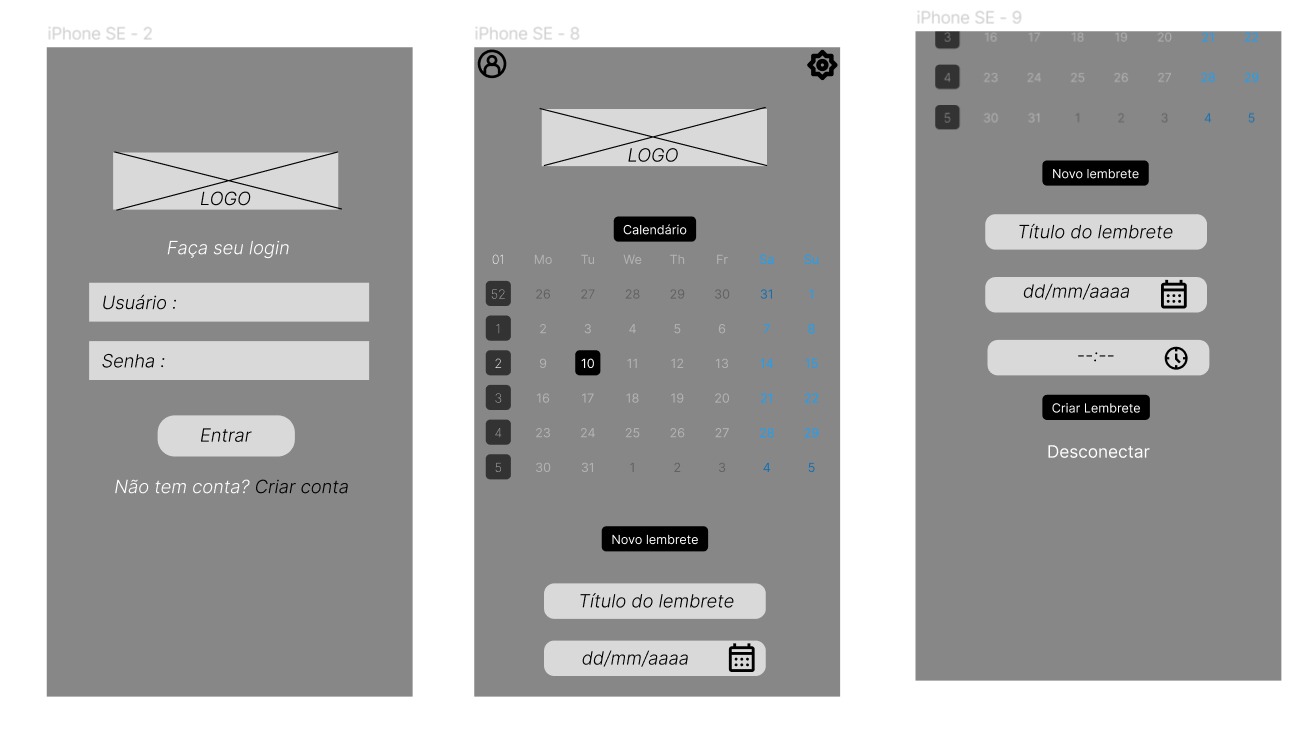 iPhone SE - 2
LOGO
Faça seu login
Usuário :
Senha :
Entrar
Não tem conta? Criar conta
iPhone SE - 8
LOGO
Calendário
01 Mo Tu We Th Fr Sa Su
52 26 27 28 29 30 31 1
1 2 3 4 5 6 7 8
2 9 10 11 12 13 14 15
3 16 17 18 19 20 21 22
4 23 24 25 26 27 28 29
5 30 31 1 2 3 4 5
Novo lembrete
Título do lembrete
dd/mm/aaaa
iPhone SE - 9
3 16 17 18 19 20 21 22
4 23 24 25 26 27 28 29
5 30 31 1 2 3 4 5
Novo lembrete
Título do lembrete
dd/mm/aaaa
--:--
Criar Lembrete
Desconectar